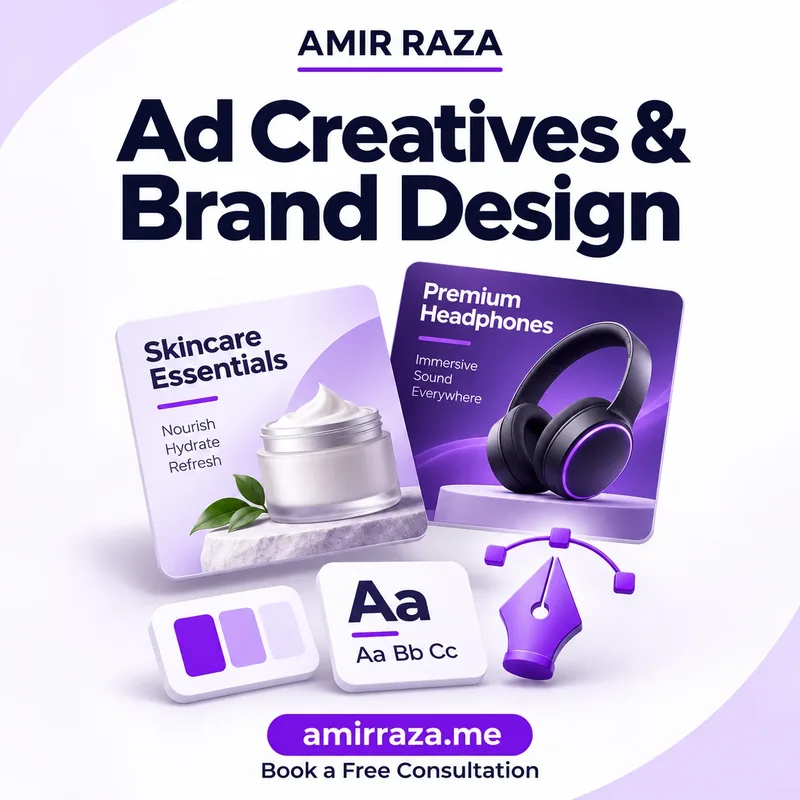 AMIR RAZA
Ad Creatives &
Brand Design
Skincare
Essentials
Nourish
Hydrate
Refresh
Premium
Headphones
Immersive
Sound
Everywhere
Aa
Aa Bb Cc
amirraza.me
Book a Free Consultation